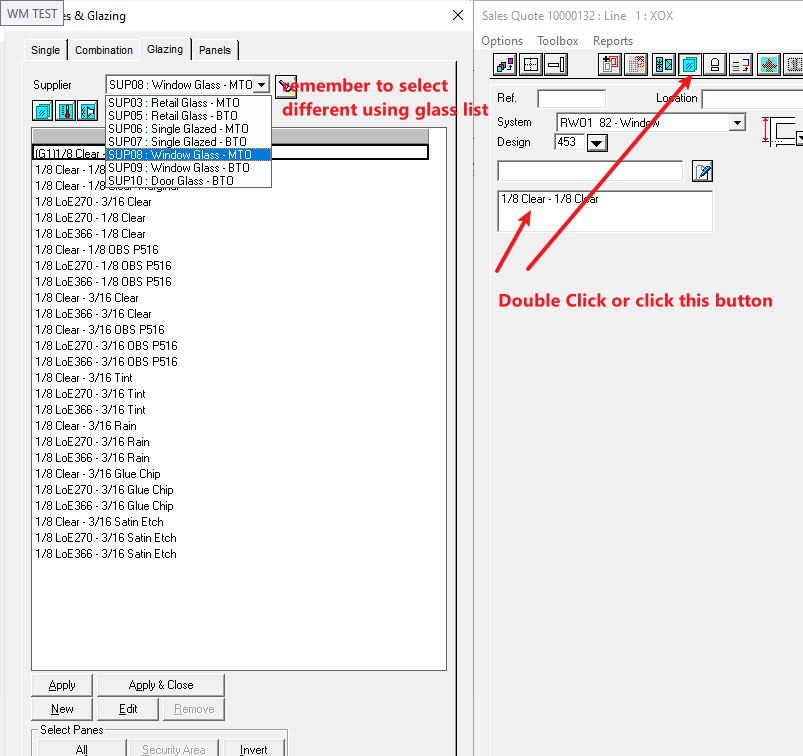 WM TEST
es & Glazing
Single
Combination
Glazing
Panels
Supplier
SUP08 : Window Glass - MTO
remember to select
different using glass list
SUP03 : Retail Glass - MTO
SUP05 : Retail Glass - BTO
SUP06 : Single Glazed - MTO
SUP07 : Single Glazed - BTO
SUP08 : Window Glass - MTO
SUP09 : Window Glass - BTO
SUP10 : Door Glass - BTO
(G1)1/8 Clear
1/8 Clear - 1/8
1/8 Clear - 1/8
1/8 LoE270 - 3/16 Clear
1/8 LoE270 - 1/8 Clear
1/8 LoE366 - 1/8 Clear
1/8 Clear - 1/8 OBS P516
1/8 LoE270 - 1/8 OBS P516
1/8 LoE366 - 1/8 OBS P516
1/8 Clear - 3/16 Clear
1/8 LoE366 - 3/16 Clear
1/8 Clear - 3/16 OBS P516
1/8 LoE270 - 3/16 OBS P516
1/8 LoE366 - 3/16 OBS P516
1/8 Clear - 3/16 Tint
1/8 LoE270 - 3/16 Tint
1/8 LoE366 - 3/16 Tint
1/8 Clear - 3/16 Rain
1/8 LoE270 - 3/16 Rain
1/8 LoE366 - 3/16 Rain
1/8 Clear - 3/16 Glue Chip
1/8 LoE270 - 3/16 Glue Chip
1/8 LoE366 - 3/16 Glue Chip
1/8 Clear - 3/16 Satin Etch
1/8 LoE270 - 3/16 Satin Etch
1/8 LoE366 - 3/16 Satin Etch
Apply
Apply & Close
New
Edit
Remove
Select Panes
All
Security Area
Invert
Sales Quote 10000132 : Line 1 : XOX
Options Toolbox Reports
Ref.
Location
System
RW01 82 - Window
Design
453
1/8 Clear - 1/8 Clear
Double Click or click this button